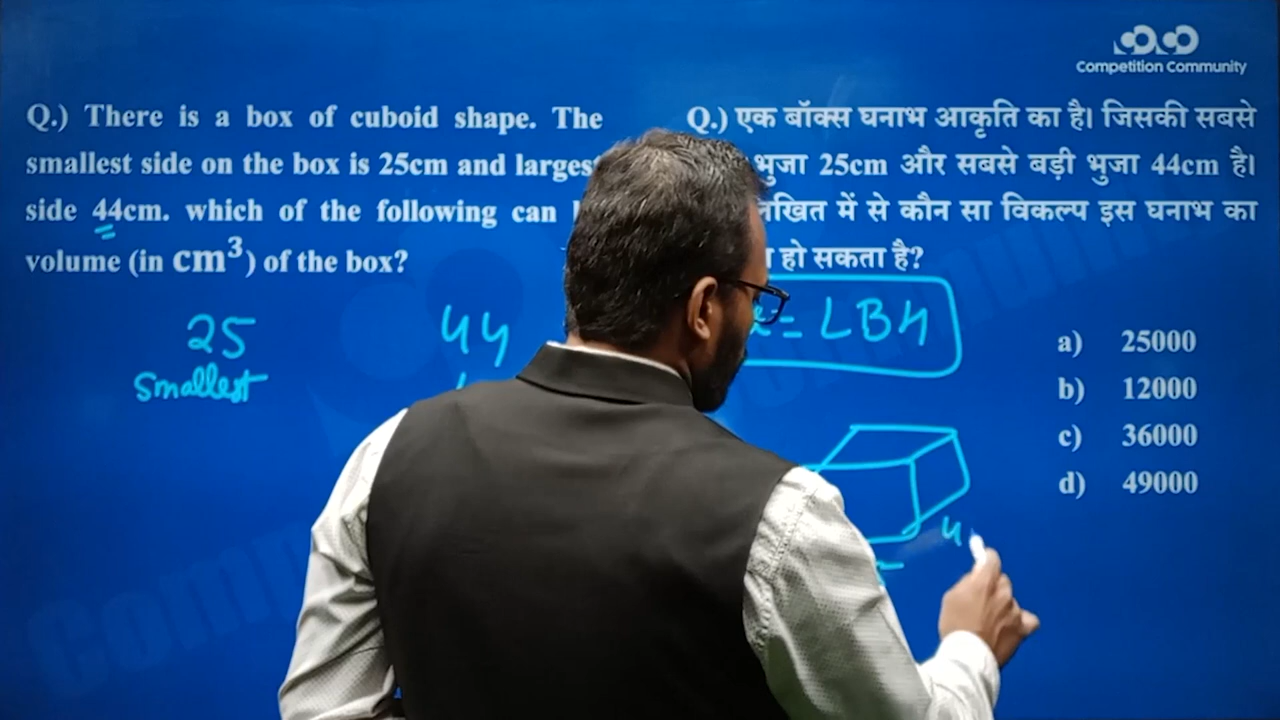 Competition Community
Q.) There is a box of cuboid shape. The
smallest side on the box is 25cm and largest
side 44cm. which of the following can
volume (in cm³) of the box?
Q.) एक बॉक्स घनाभ आकृति का है। जिसकी सबसे
भुजा 25cm और सबसे बड़ी भुजा 44cm है।
में से कौन सा विकल्प इस घनाभ का
हो सकता है?
25
Smallest
44
= LBH
a) 25000
b) 12000
c) 36000
d) 49000
4